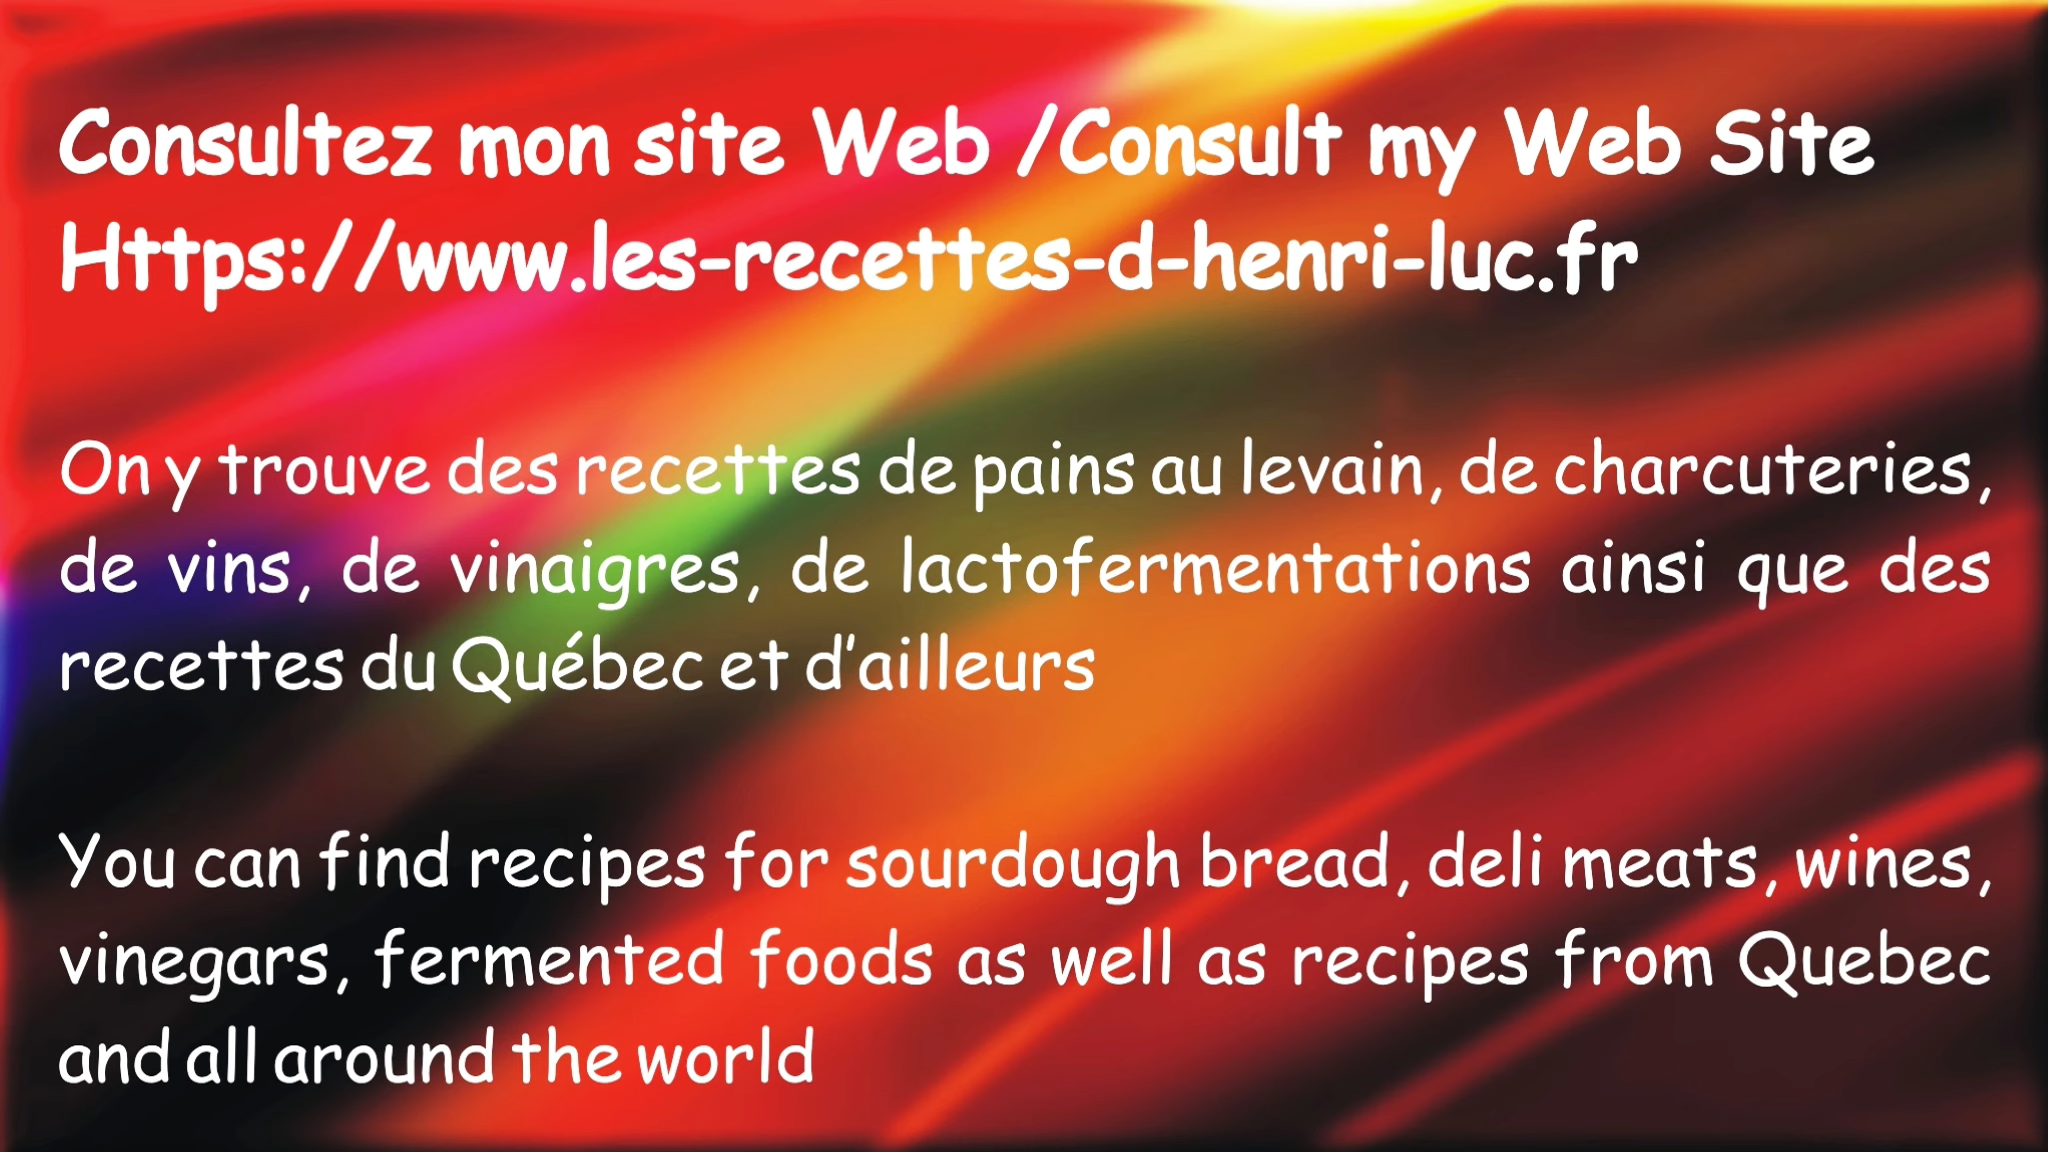 Consultez mon site Web /Consult my Web Site
Https://www.les-recettes-d-henri-luc.fr
On y trouve des recettes de pains au levain, de charcuteries,
de vins, de vinaigres, de lactofermentations ainsi que des
recettes du Québec et d'ailleurs
You can find recipes for sourdough bread, deli meats, wines,
vinegars, fermented foods as well as recipes from Quebec
and all around the world